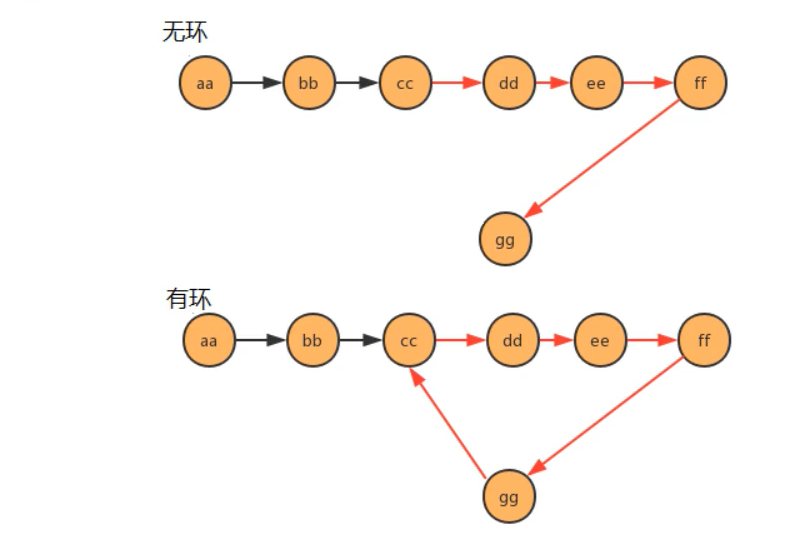 无环
aa bb cc dd ee ff
gg
有环
aa bb cc dd ee ff
gg